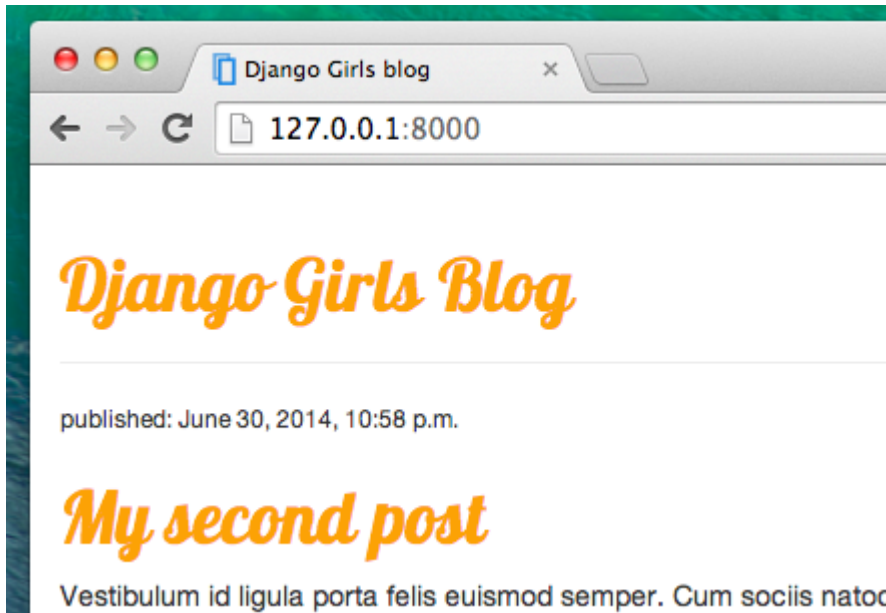 Django Girls blog
127.0.0.1:8000
Django Girls Blog
published: June 30, 2014, 10:58 p.m.
My second post
Vestibulum id ligula porta felis euismod semper. Cum sociis natoc